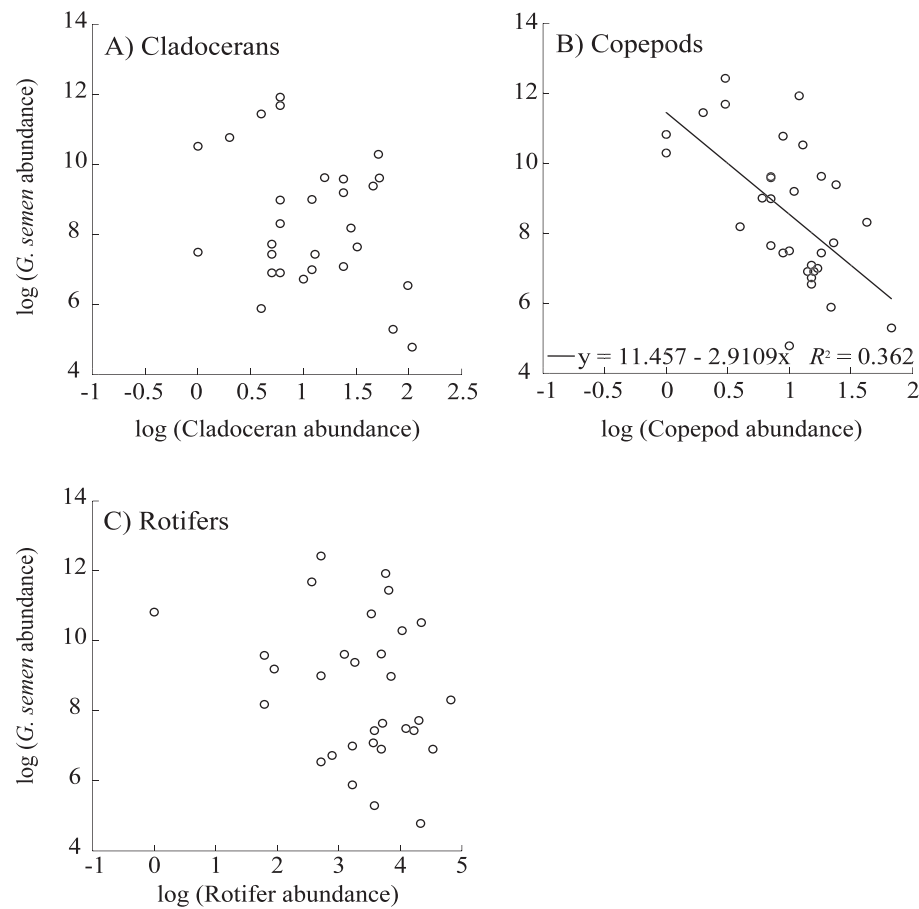 A) Cladocerans
14
12
10
8
6
4
-1 -0.5 0 0.5 1 1.5 2 2.5
log (Cladoceran abundance)
log (G. semen abundance)
B) Copepods
14
12
10
8
6
4
y = 11.457 - 2.9109x R² = 0.362
-1 -0.5 0 0.5 1 1.5 2
log (Copepod abundance)
C) Rotifers
14
12
10
8
6
4
-1 0 1 2 3 4 5
log (Rotifer abundance)
log (G. semen abundance)